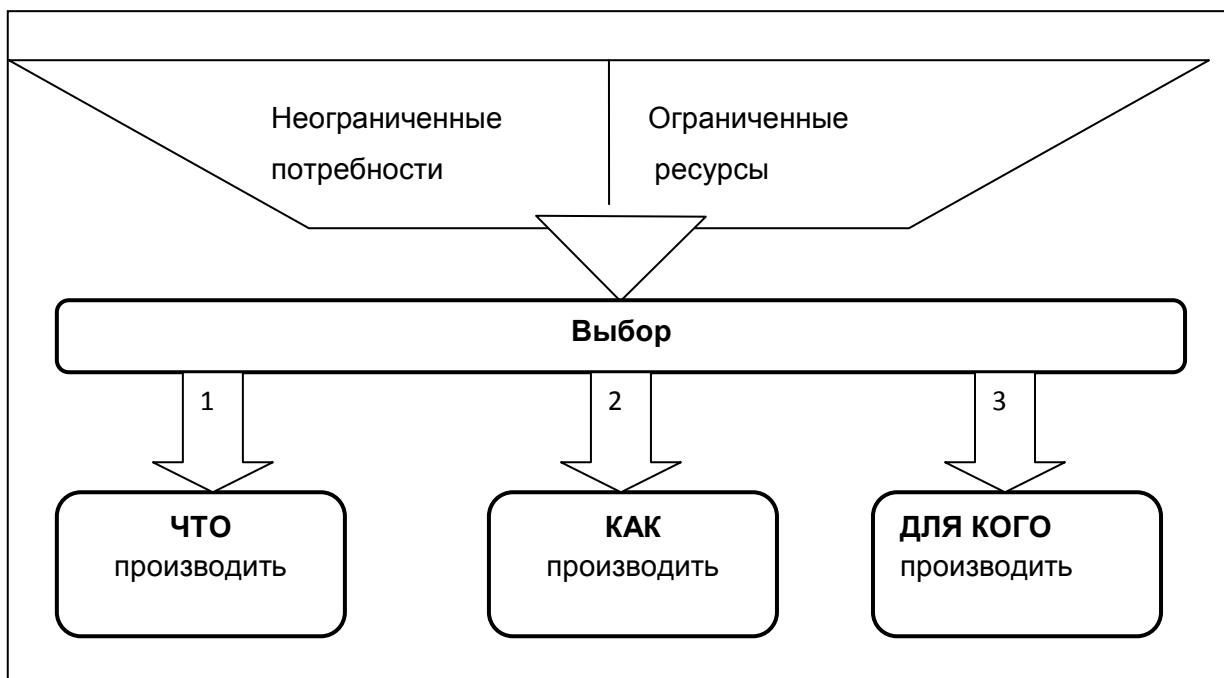 Неограниченные
потребности
Ограниченные
ресурсы
Выбор
1
2
3
ЧТО
производить
КАК
производить
ДЛЯ КОГО
производить